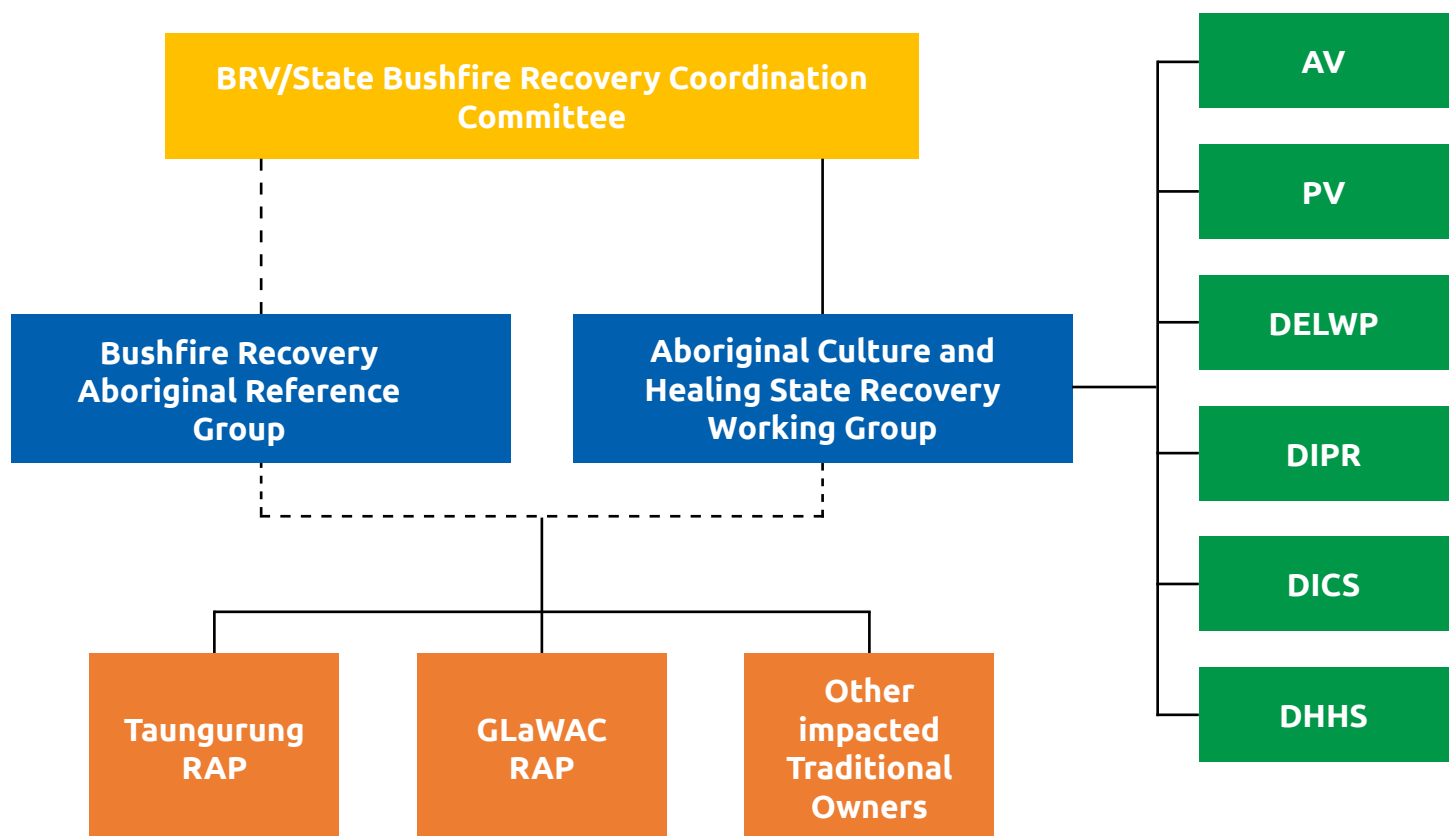 BRV/State Bushfire Recovery Coordination
Committee
Bushfire Recovery
Aboriginal Reference
Group
Aboriginal Culture and
Healing State Recovery
Working Group
Taungurung
RAP
GLaWAC
RAP
Other
impacted
Traditional
Owners
AV
PV
DELWP
DIPR
DICS
DHHS